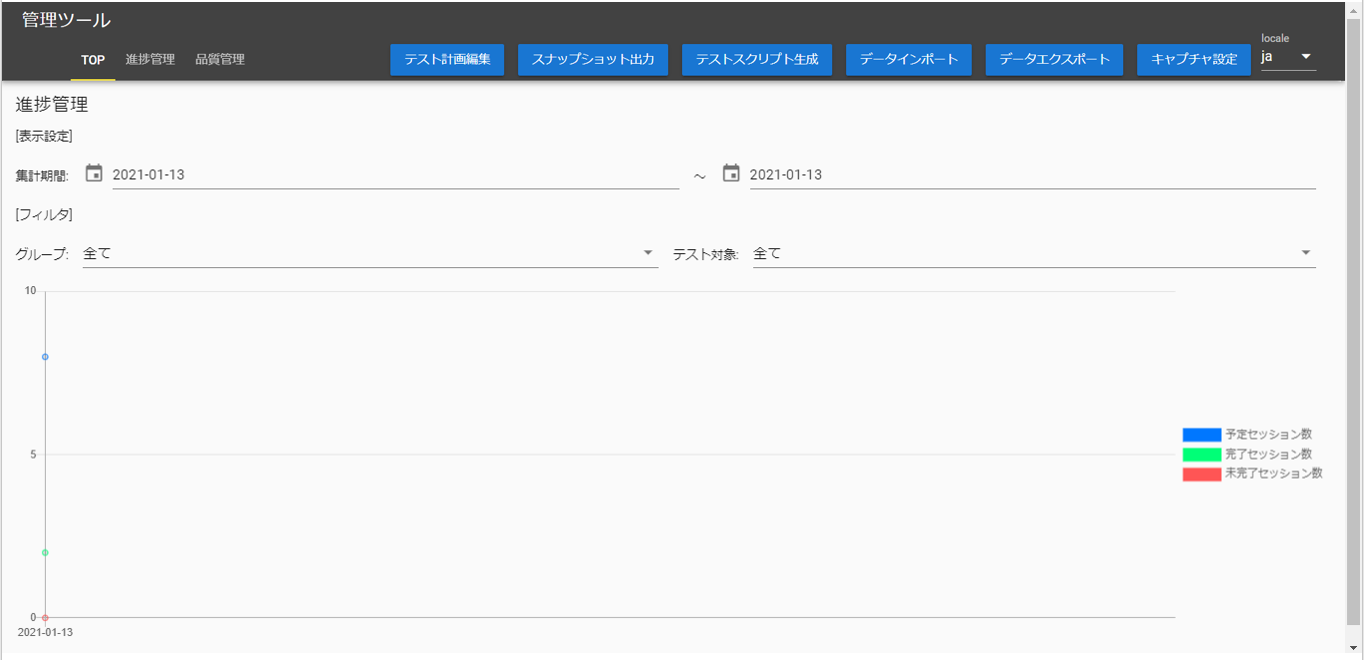 管理ツール
locale
TOP 進捗管理 品質管理 テスト計画編集 スナップショット出力 テストスクリプト生成 データインポート データエクスポート キャプチャ設定 ja
進捗管理
[表示設定]
集計期間: 2021-01-13 ～ 2021-01-13
[フィルタ]
グループ: 全て テスト対象: 全て
10
予定セッション数
5 完了セッション数
未完了セッション数
0
2021-01-13